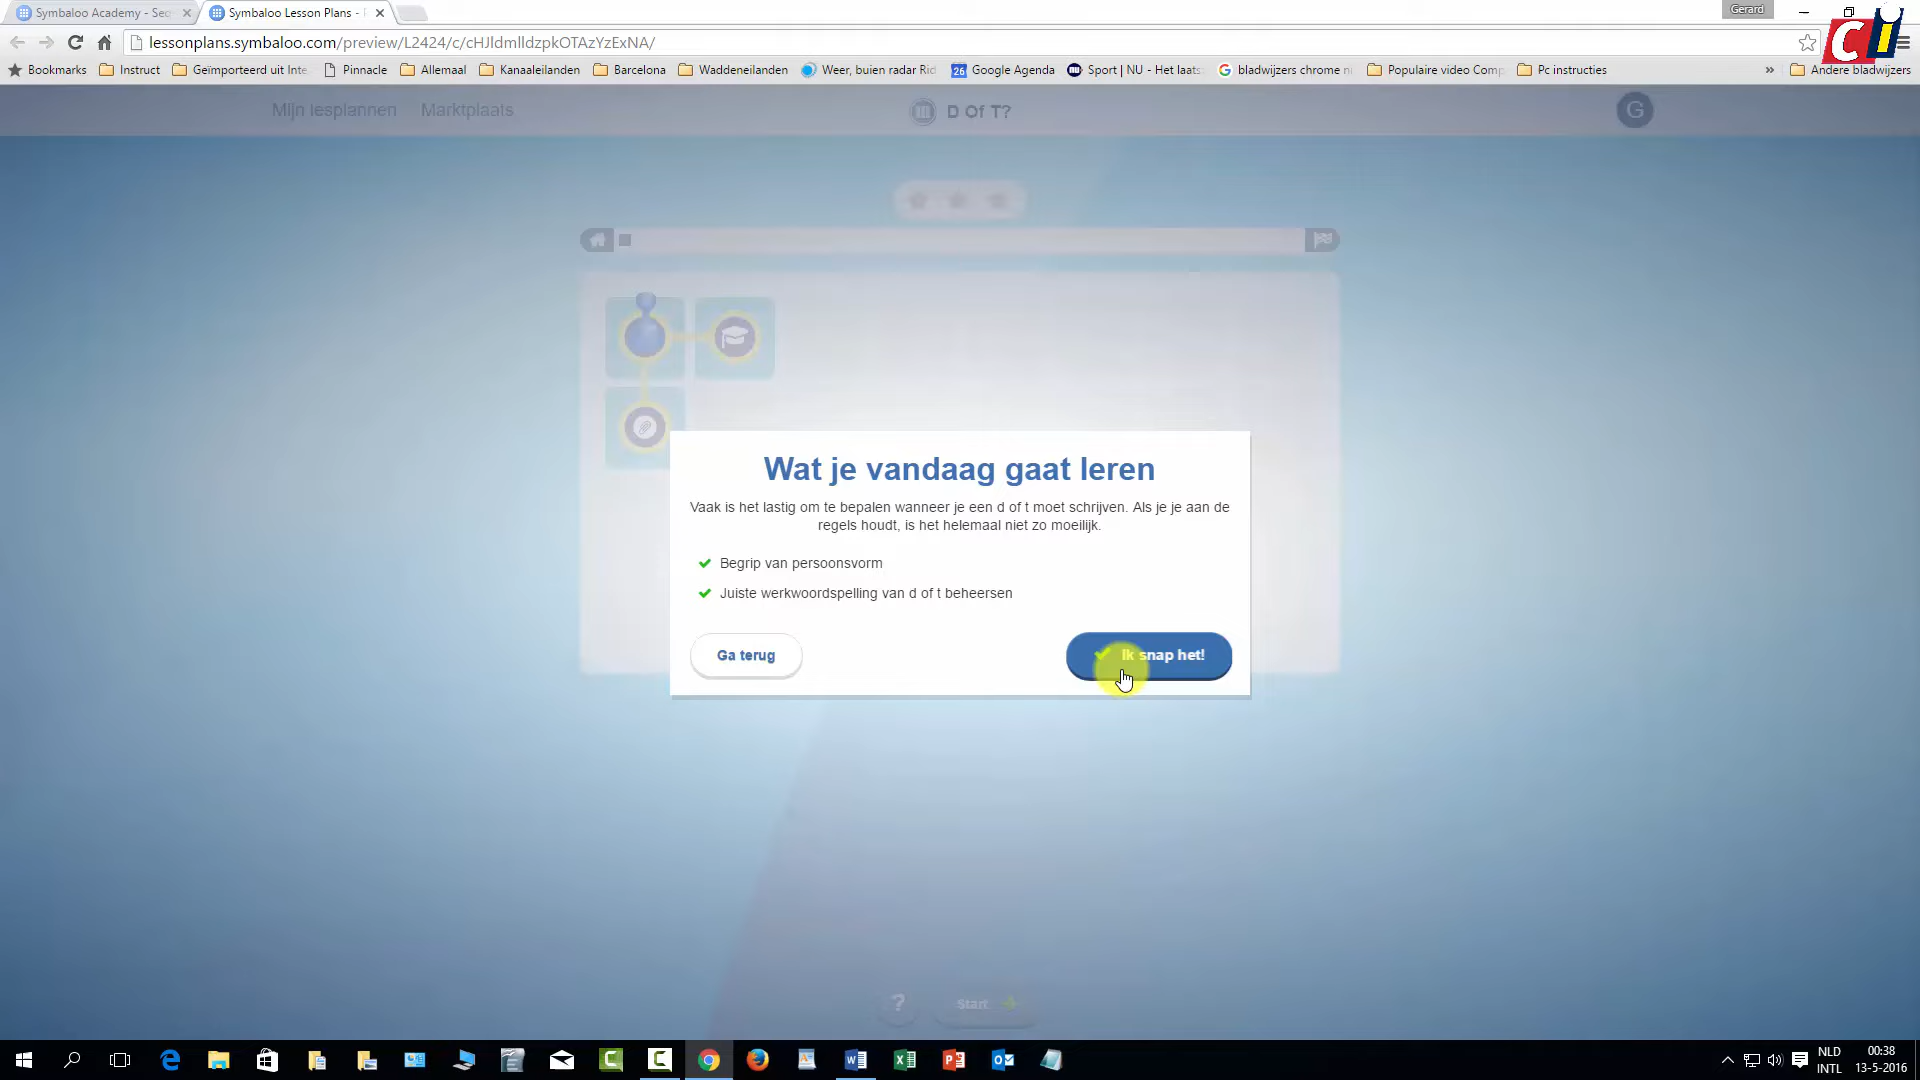 Symbaloo Academy - Sec
Symbaloo Lesson Plans -
Gerard
lessonplans.symbaloo.com/preview/L2424/c/cHJldmlldzpkOTAzYzExNA/
Bookmarks Instruct Geïmporteerd uit Inte Pinnacle Allemaal Kanaaleilanden Barcelona Waddeneilanden Weer, buien radar Rid 26 Google Agenda Sport | NU - Het laats bladwijzers chrome ni Populaire video Comp Pc instructies » Andere bladwijzers
Mijn lesplannen Marktplaats D Of T? G
Wat je vandaag gaat leren
Vaak is het lastig om te bepalen wanneer je een d of t moet schrijven. Als je je aan de
regels houdt, is het helemaal niet zo moeilijk.
Begrip van persoonsvorm
Juiste werkwoordspelling van d of t beheersen
Ga terug Ik snap het!
? Start
NLD 00:38
INTL 13-5-2016